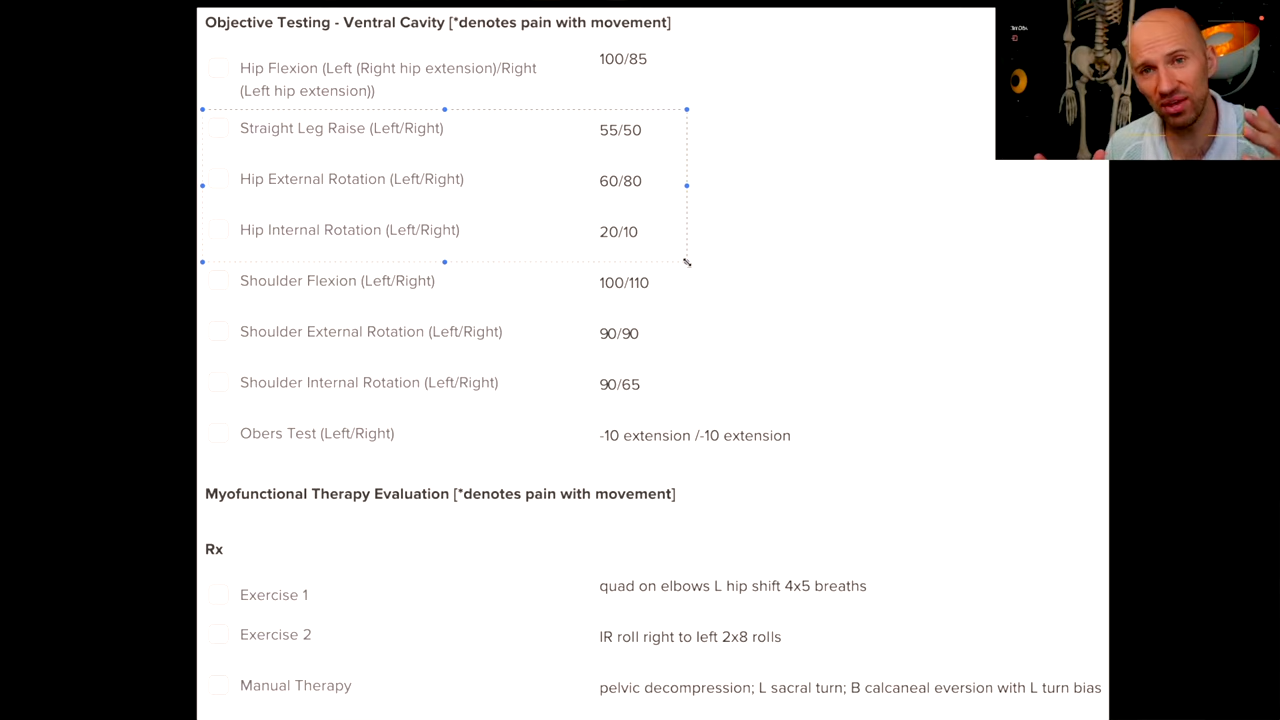 Objective Testing - Ventral Cavity [*denotes pain with movement]
Hip Flexion (Left (Right hip extension)/Right
(Left hip extension))
100/85
Straight Leg Raise (Left/Right)
55/50
Hip External Rotation (Left/Right)
60/80
Hip Internal Rotation (Left/Right)
20/10
Shoulder Flexion (Left/Right)
100/110
Shoulder External Rotation (Left/Right)
90/90
Shoulder Internal Rotation (Left/Right)
90/65
Obers Test (Left/Right)
-10 extension /-10 extension
Myofunctional Therapy Evaluation [*denotes pain with movement]
Rx
Exercise 1
quad on elbows L hip shift 4x5 breaths
Exercise 2
IR roll right to left 2x8 rolls
Manual Therapy
pelvic decompression; L sacral turn; B calcaneal eversion with L turn bias